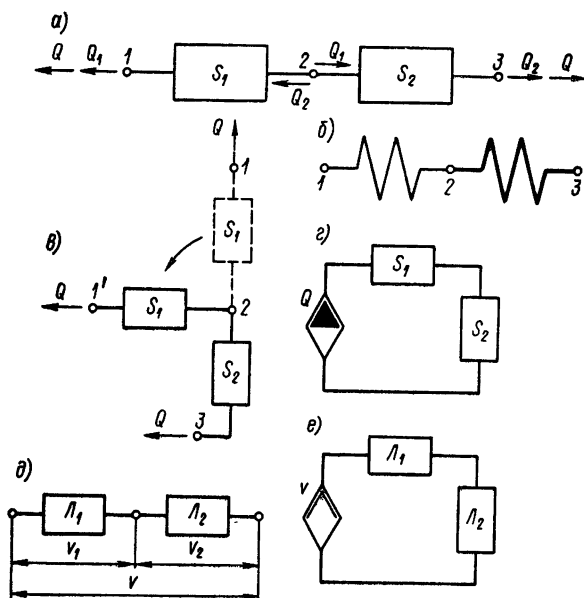 а)
Q Q₁ 1 S₁ 2 Q₁ Q₂ S₂ 3 Q₂ Q
б)
1 2 3
в)
Q
1
S₁
Q 1' S₁ 2
S₂
Q 3
г)
Q S₁ S₂
д)
Л₁ Л₂
v₁ v₂
v
е)
v Л₁ Л₂